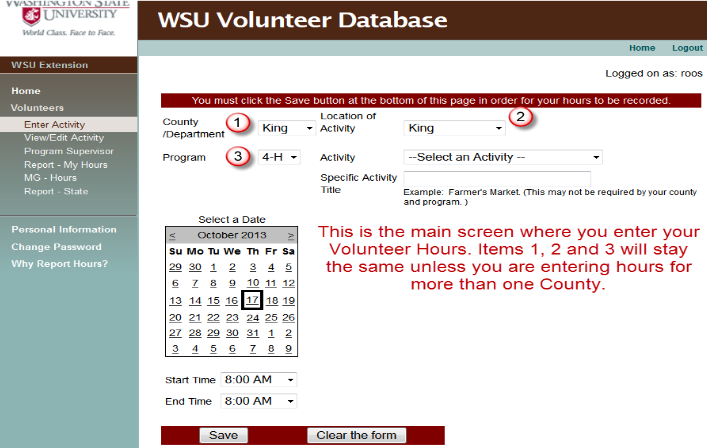 WASHINGTON STATE
UNIVERSITY
World Class. Face to Face.
WSU Volunteer Database
Home Logout
WSU Extension
Logged on as: roos
Home
Volunteers
Enter Activity
View/Edit Activity
Program Supervisor
Report - My Hours
MG - Hours
Report - State
Personal Information
Change Password
Why Report Hours?
You must click the Save button at the bottom of this page in order for your hours to be recorded.
County /Department 1 King Location of Activity King 2
Program 3 4-H Activity --Select an Activity --
Specific Activity Title
Example: Farmer's Market. (This may not be required by your county and program. )
Select a Date
< October 2013 >
Su Mo Tu We Th Fr Sa
29 30 1 2 3 4 5
6 7 8 9 10 11 12
13 14 15 16 17 18 19
20 21 22 23 24 25 26
27 28 29 30 31 1 2
3 4 5 6 7 8 9
This is the main screen where you enter your
Volunteer Hours. Items 1, 2 and 3 will stay
the same unless you are entering hours for
more than one County.
Start Time 8:00 AM
End Time 8:00 AM
Save Clear the form